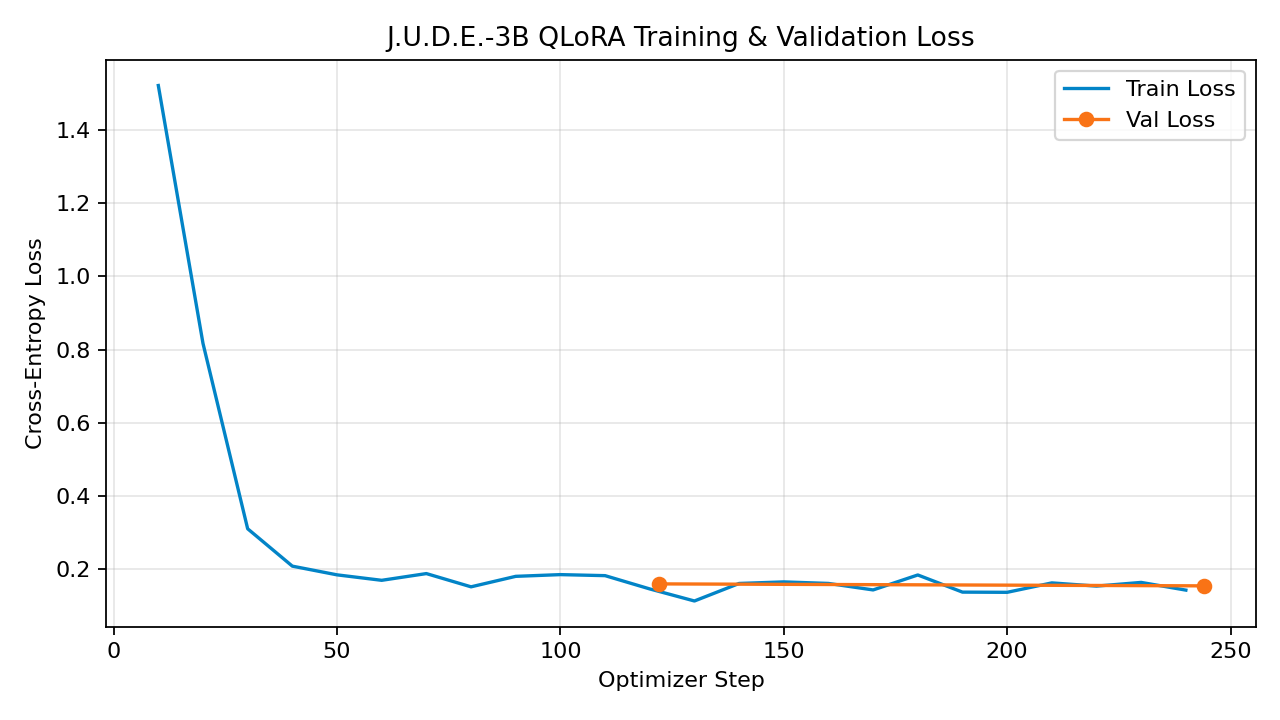 J.U.D.E.-3B QLoRA Training & Validation Loss
Train Loss
Val Loss
Cross-Entropy Loss
1.4
1.2
1.0
0.8
0.6
0.4
0.2
0 50 100 150 200 250
Optimizer Step